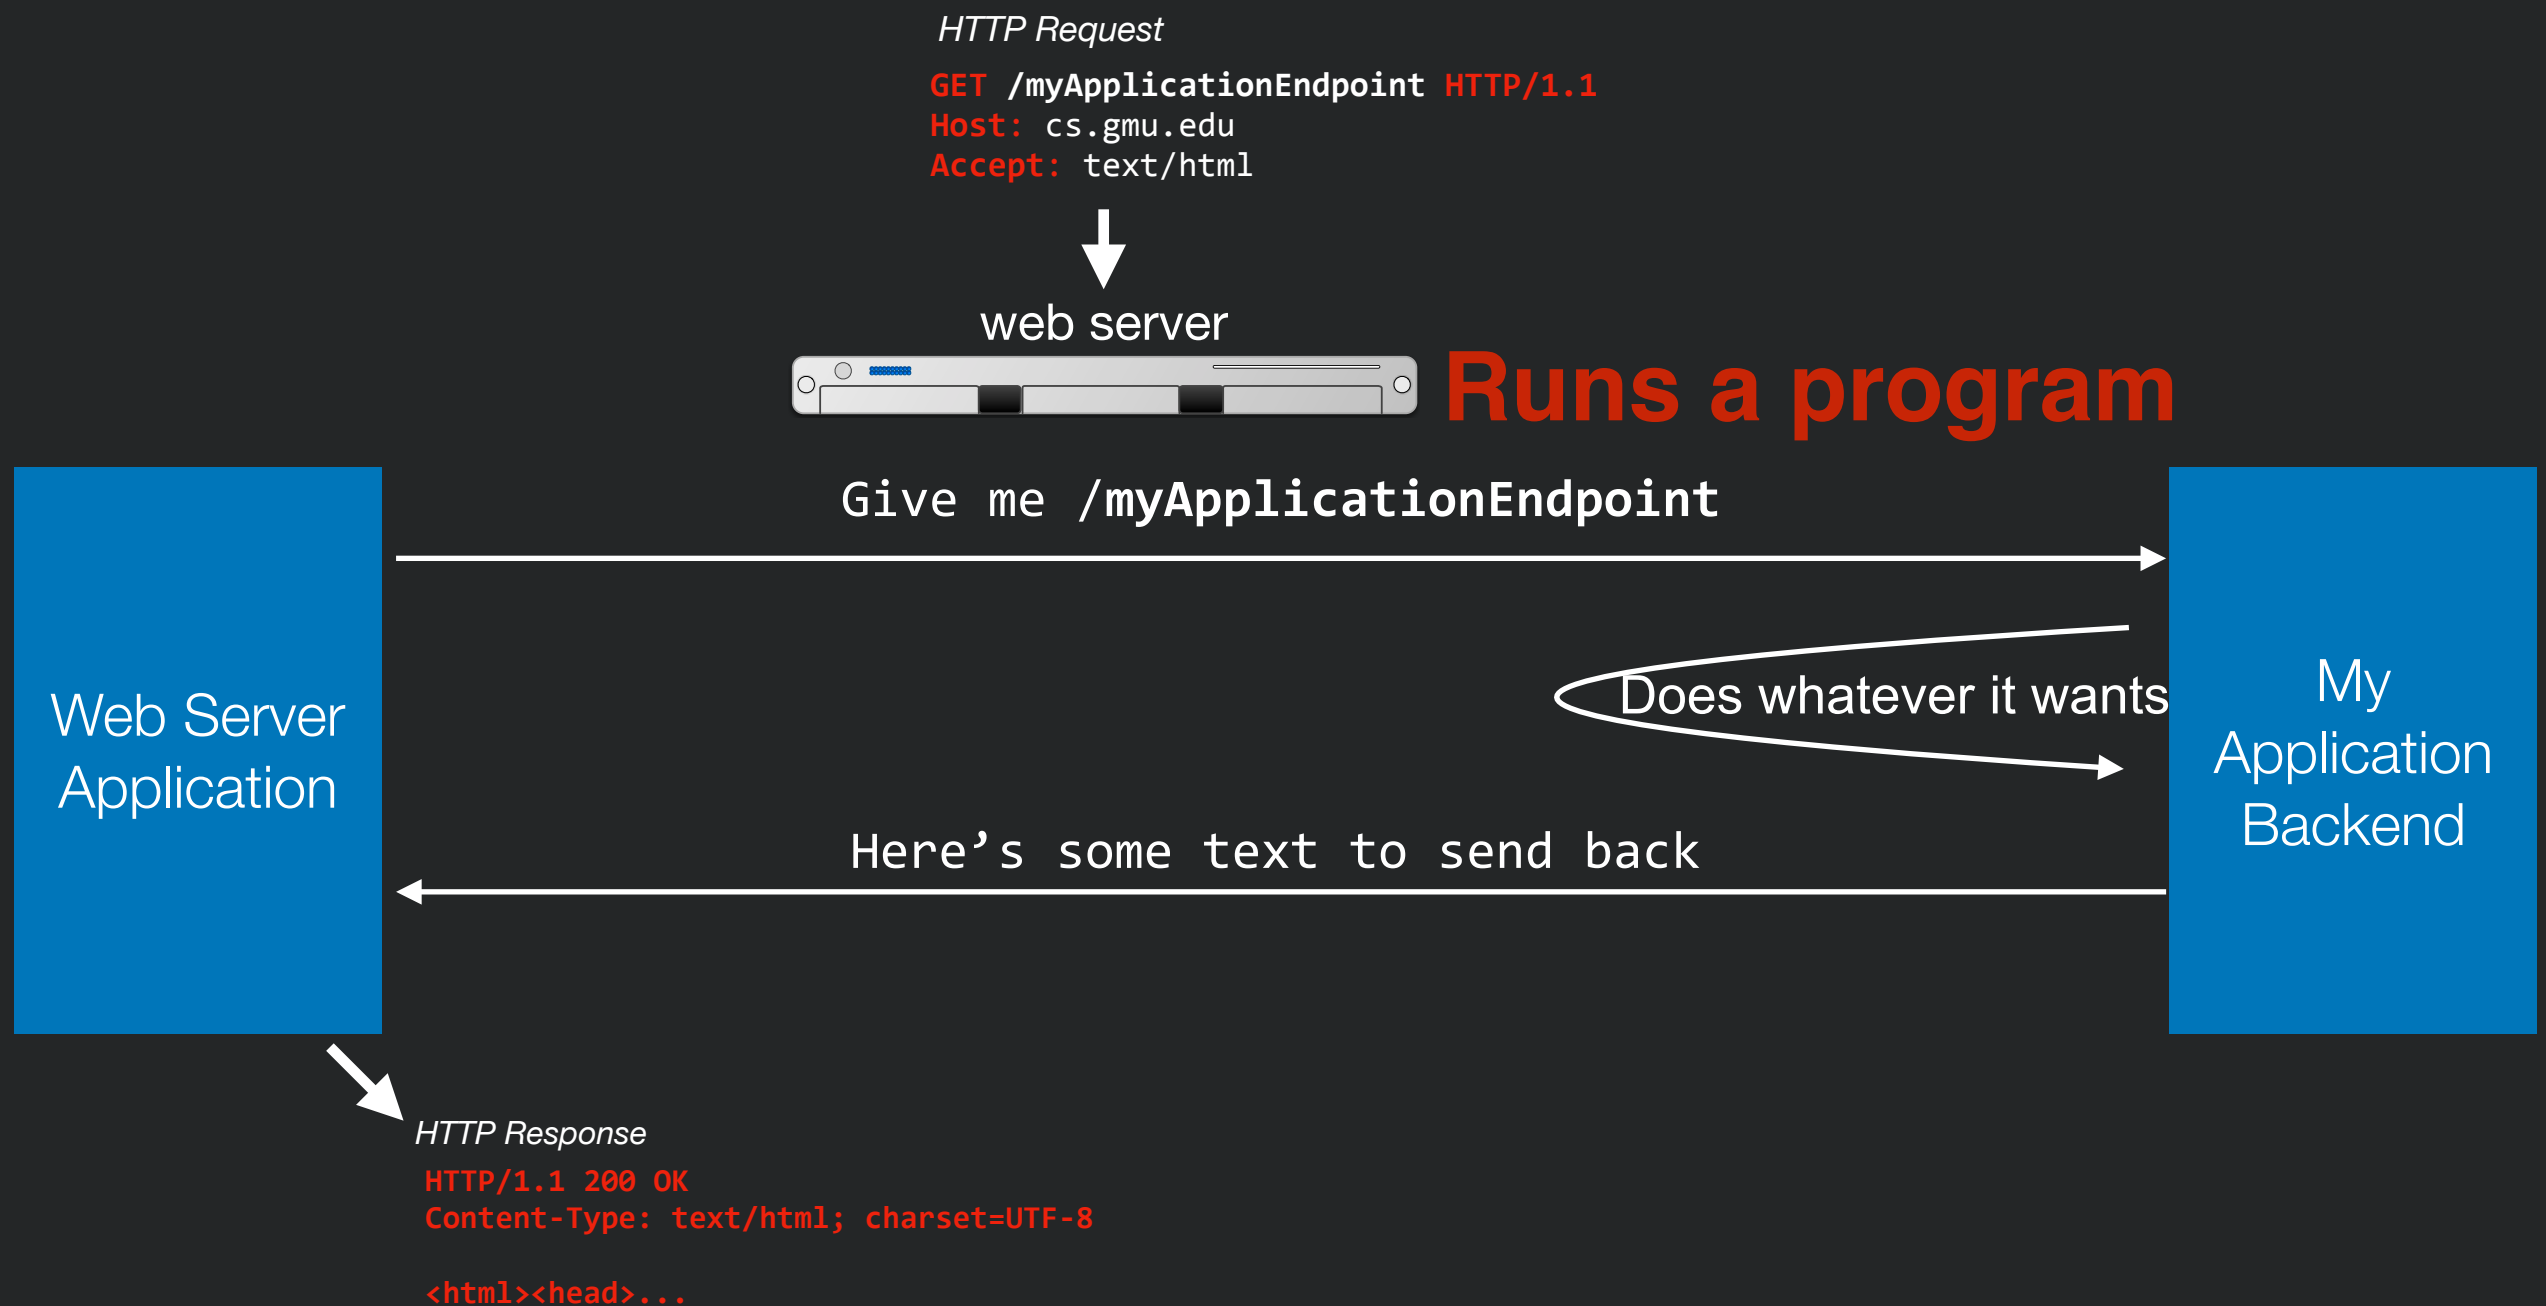 HTTP Request
GET /myApplicationEndpoint HTTP/1.1
Host: cs.gmu.edu
Accept: text/html
web server
Runs a program
Give me /myApplicationEndpoint
Does whatever it wants
Web Server
Application
My
Application
Backend
Here’s some text to send back
HTTP Response
HTTP/1.1 200 OK
Content-Type: text/html; charset=UTF-8
<html><head>...